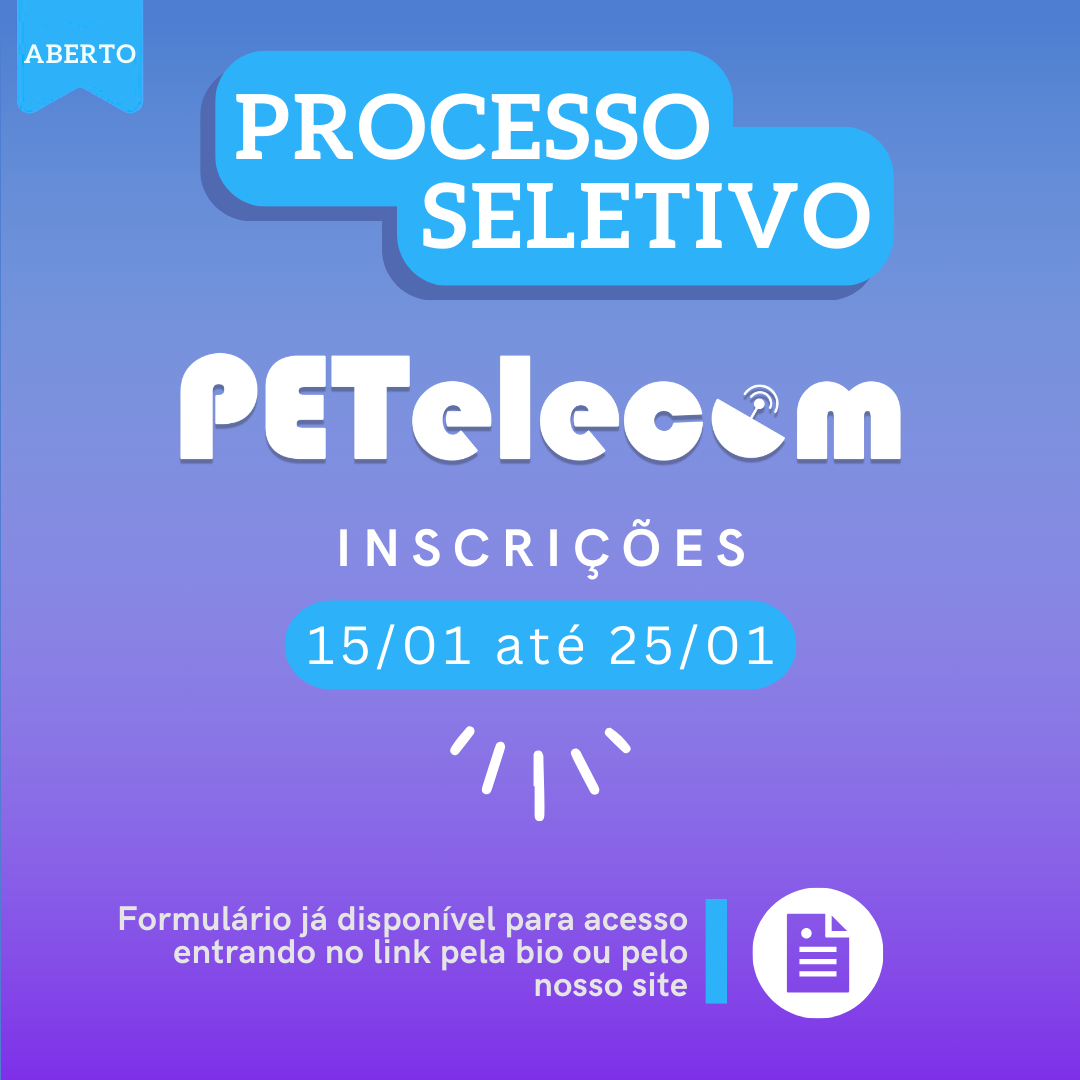 ABERTO
PROCESSO
SELETIVO
PETelecom
INSCRIÇÕES
15/01 até 25/01
Formulário já disponível para acesso
entrando no link pela bio ou pelo
nosso site